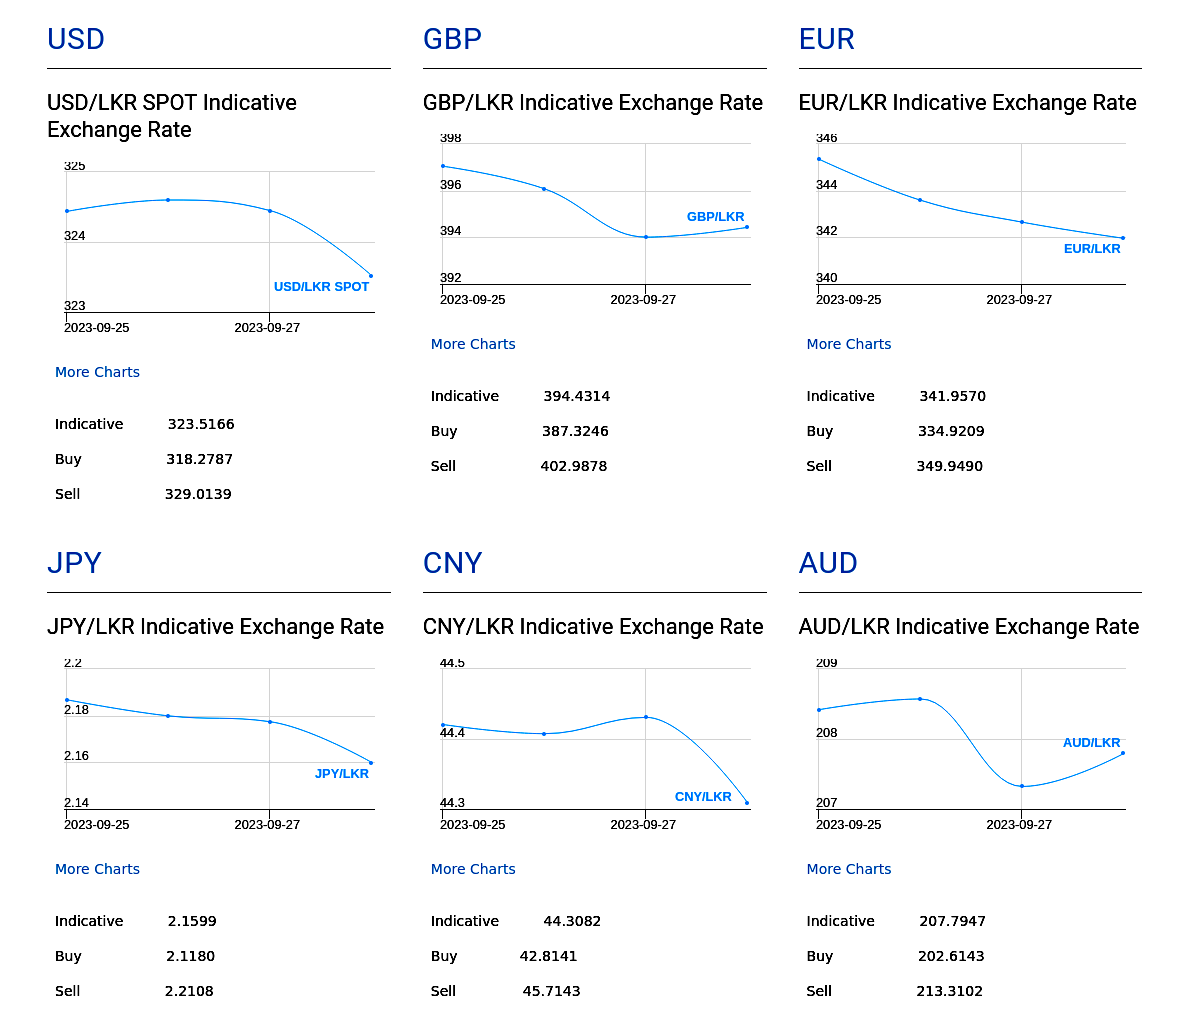 USD
USD/LKR SPOT Indicative
Exchange Rate
325
324
323
USD/LKR SPOT
2023-09-25 2023-09-27
More Charts
Indicative 323.5166
Buy 318.2787
Sell 329.0139
GBP
GBP/LKR Indicative Exchange Rate
398
396
394
392
GBP/LKR
2023-09-25 2023-09-27
More Charts
Indicative 394.4314
Buy 387.3246
Sell 402.9878
EUR
EUR/LKR Indicative Exchange Rate
346
344
342
340
EUR/LKR
2023-09-25 2023-09-27
More Charts
Indicative 341.9570
Buy 334.9209
Sell 349.9490
JPY
JPY/LKR Indicative Exchange Rate
2.2
2.18
2.16
2.14
JPY/LKR
2023-09-25 2023-09-27
More Charts
Indicative 2.1599
Buy 2.1180
Sell 2.2108
CNY
CNY/LKR Indicative Exchange Rate
44.5
44.4
44.3
CNY/LKR
2023-09-25 2023-09-27
More Charts
Indicative 44.3082
Buy 42.8141
Sell 45.7143
AUD
AUD/LKR Indicative Exchange Rate
209
208
207
AUD/LKR
2023-09-25 2023-09-27
More Charts
Indicative 207.7947
Buy 202.6143
Sell 213.3102